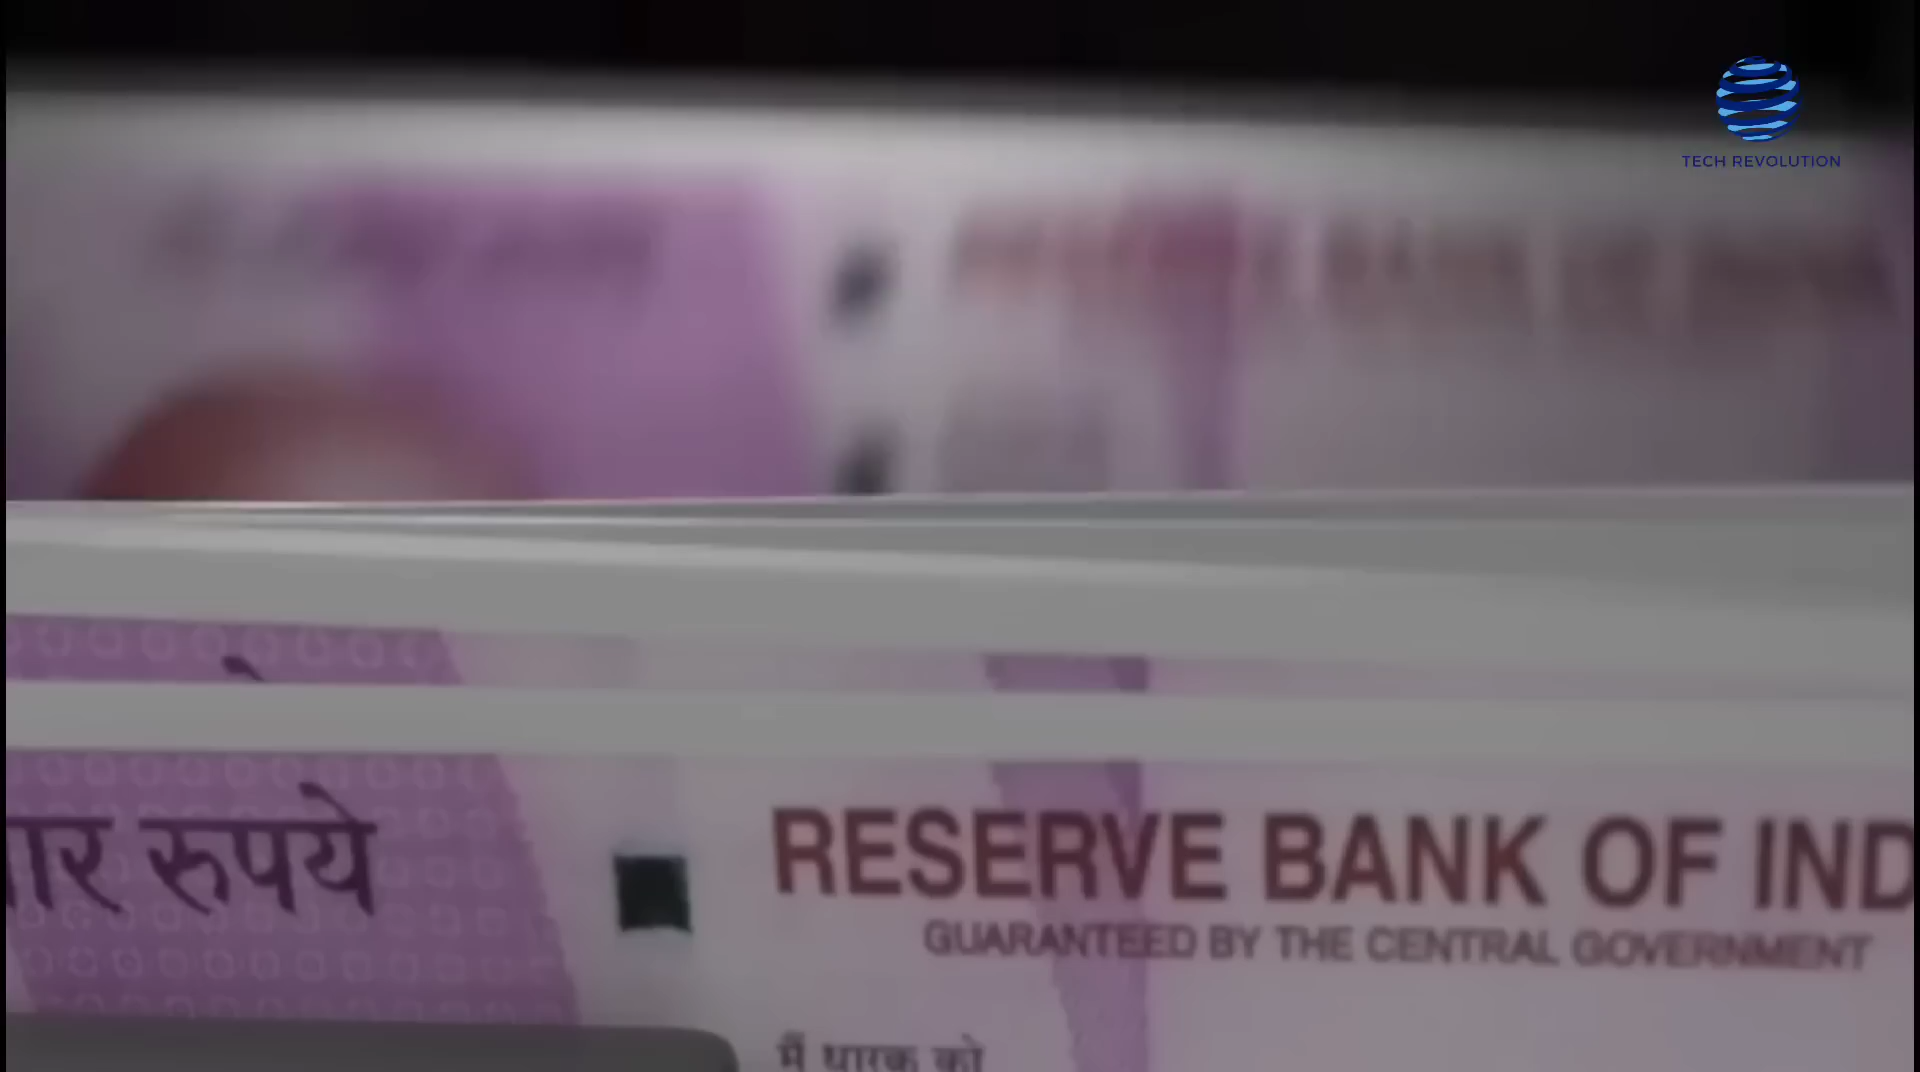 TECH REVOLUTION
रुपये
RESERVE BANK OF IND
GUARANTEED BY THE CENTRAL GOVERNMENT
मैं धारक को